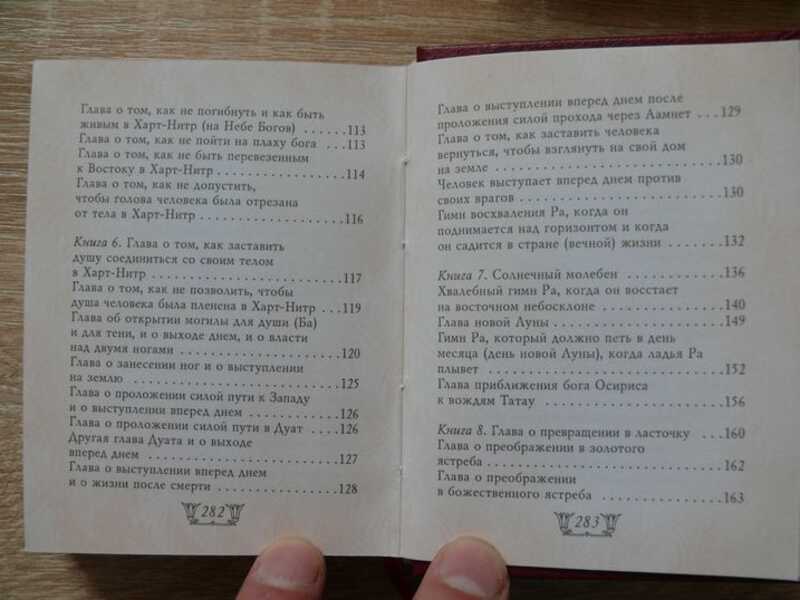 Глава о том, как не погибнуть и как быть
живым в Харт-Нитр (на Небе Богов) ......113
Глава о том, как не пойти на плаху бога ...113
Глава о том, как не быть перевезенным
к Востоку в Харт-Нитр .................114
Глава о том, как не допустить,
чтобы голова человека была отрезана
от тела в Харт-Нитр ...................116
Книга 6. Глава о том, как заставить
душу соединиться со своим телом
в Харт-Нитр ..........................117
Глава о том, как не позволить, чтобы
душа человека была пленена в Харт-Нитр ...119
Глава об открытии могилы для души (Ба)
и для тени, и о выходе днем, и о власти
над двумя ногами ......................120
Глава о занесении ног и о выступлении
на землю .............................125
Глава о проложении силой пути к Западу
и о выступлении вперед днем ............126
Глава о проложении силой пути в Дуат ...126
Другая глава Дуата и о выходе
вперед днем ..........................127
Глава о выступлении вперед днем
и о жизни после смерти .................128
282
Глава о выступлении вперед днем после
проложения силой прохода через Аамнет ...129
Глава о том, как заставить человека
вернуться, чтобы взглянуть на свой дом
на земле .............................130
Человек выступает вперед днем против
своих врагов ..........................130
Гимн восхваления Ра, когда он
поднимается над горизонтом и когда
он садится в стране (вечной) жизни .......132
Книга 7. Солнечный молебен ............136
Хвалебный гимн Ра, когда он восстает
на восточном небосклоне ...............140
Глава новой Луны .....................149
Гимн Ра, который должно петь в день
месяца (день новой Луны), когда ладья Ра
плывет ...............................152
Глава приближения бога Осириса
к вождям Татау ........................156
Книга 8. Глава о превращении в ласточку ...160
Глава о преображении в золотого
ястреба ..............................162
Глава о преображении
в божественного ястреба ................163
283